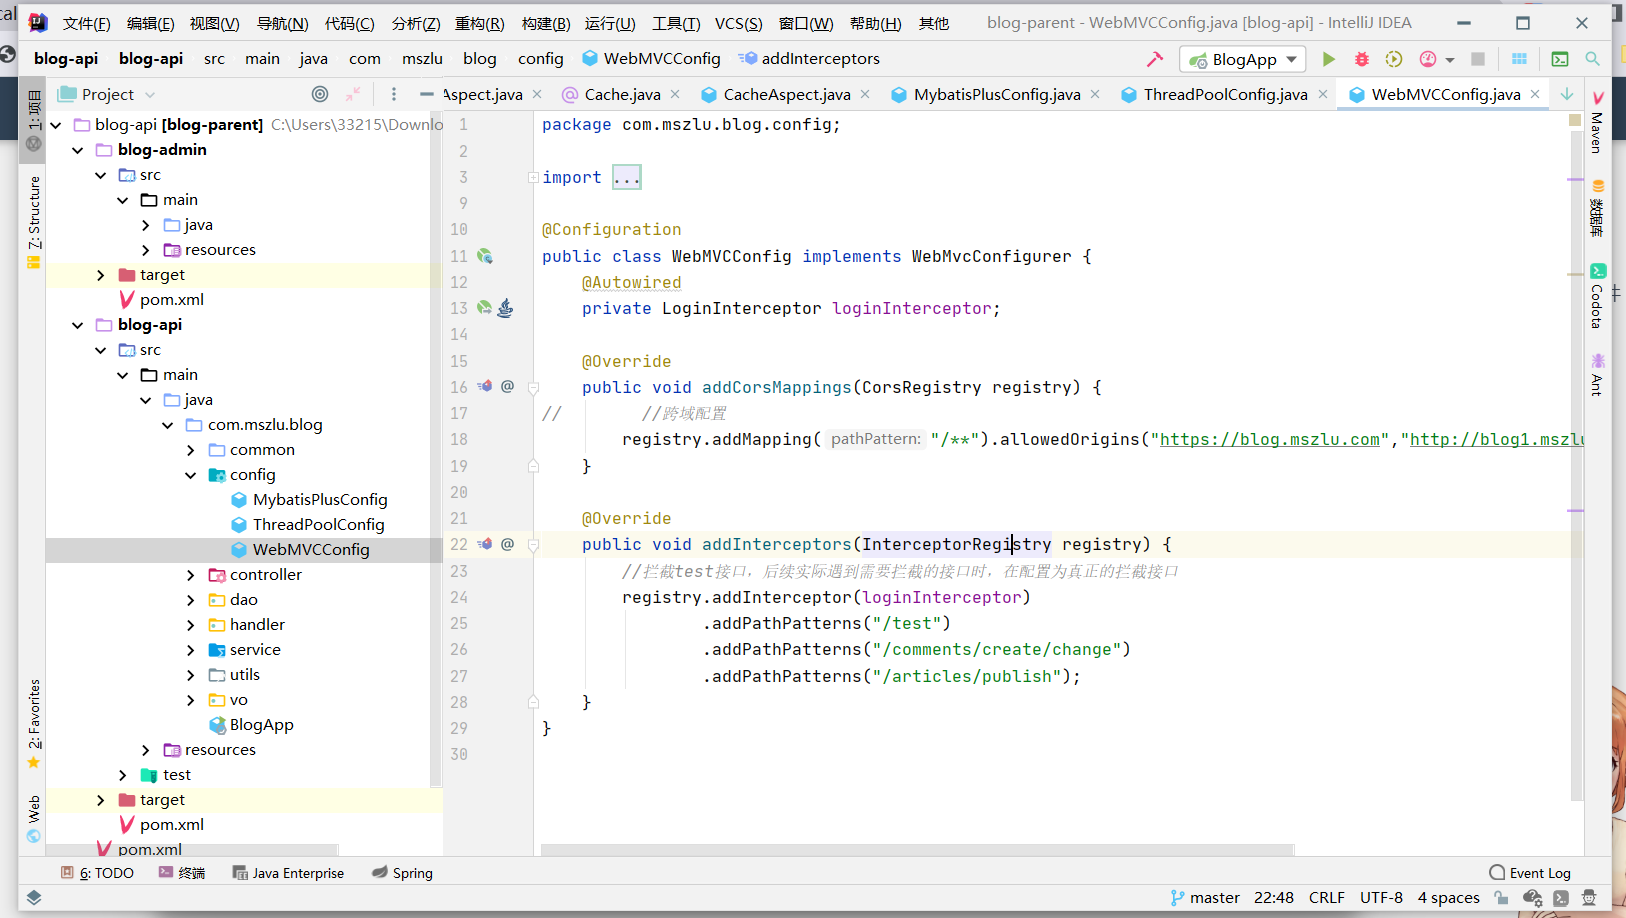 文件(F) 编辑(E) 视图(V) 导航(N) 代码(C) 分析(Z) 重构(R) 构建(B) 运行(U) 工具(T) VCS(S) 窗口(W) 帮助(H) 其他 blog-parent - WebMVCConfig.java [blog-api] - IntelliJ IDEA
blog-api blog-api src main java com mszlu blog config WebMVCConfig addInterceptors BlogApp
Project
Aspect.java Cache.java CacheAspect.java MybatisPlusConfig.java ThreadPoolConfig.java WebMVCConfig.java
1: 项目
7: Structure
2: Favorites
Web
blog-api [blog-parent] C:\Users\33215\Downlo
blog-admin
src
main
java
resources
target
pom.xml
blog-api
src
main
java
com.mszlu.blog
common
config
MybatisPlusConfig
ThreadPoolConfig
WebMVCConfig
controller
dao
handler
service
utils
vo
BlogApp
resources
test
target
pom.xml
pom.xml
1 package com.mszlu.blog.config;
2
3 import ...
9
10 @Configuration
11 public class WebMVCConfig implements WebMvcConfigurer {
12 @Autowired
13 private LoginInterceptor loginInterceptor;
14
15 @Override
16 public void addCorsMappings(CorsRegistry registry) {
17 // //跨域配置
18 registry.addMapping( pathPattern: "/**").allowedOrigins("https://blog.mszlu.com","http://blog1.mszlu
19 }
20
21 @Override
22 public void addInterceptors(InterceptorRegistry registry) {
23 //拦截test接口，后续实际遇到需要拦截的接口时，在配置为真正的拦截接口
24 registry.addInterceptor(loginInterceptor)
25 .addPathPatterns("/test")
26 .addPathPatterns("/comments/create/change")
27 .addPathPatterns("/articles/publish");
28 }
29 }
30
Maven
数据库
Codota
Ant
6: TODO 终端 Java Enterprise Spring Event Log
master 22:48 CRLF UTF-8 4 spaces